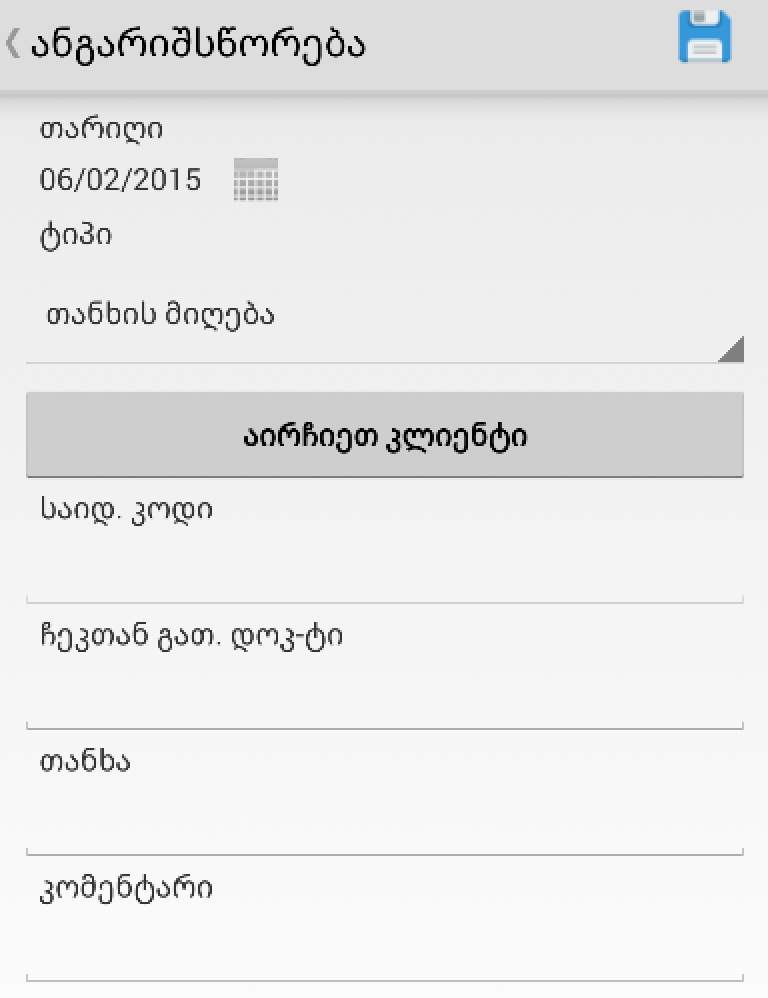 ანგარიშსწორება
თარიღი
06/02/2015
ტიპი
თანხის მიღება
აირჩიეთ კლიენტი
საიდ. კოდი
ჩეკთან გათ. დოკ-ტი
თანხა
კომენტარი